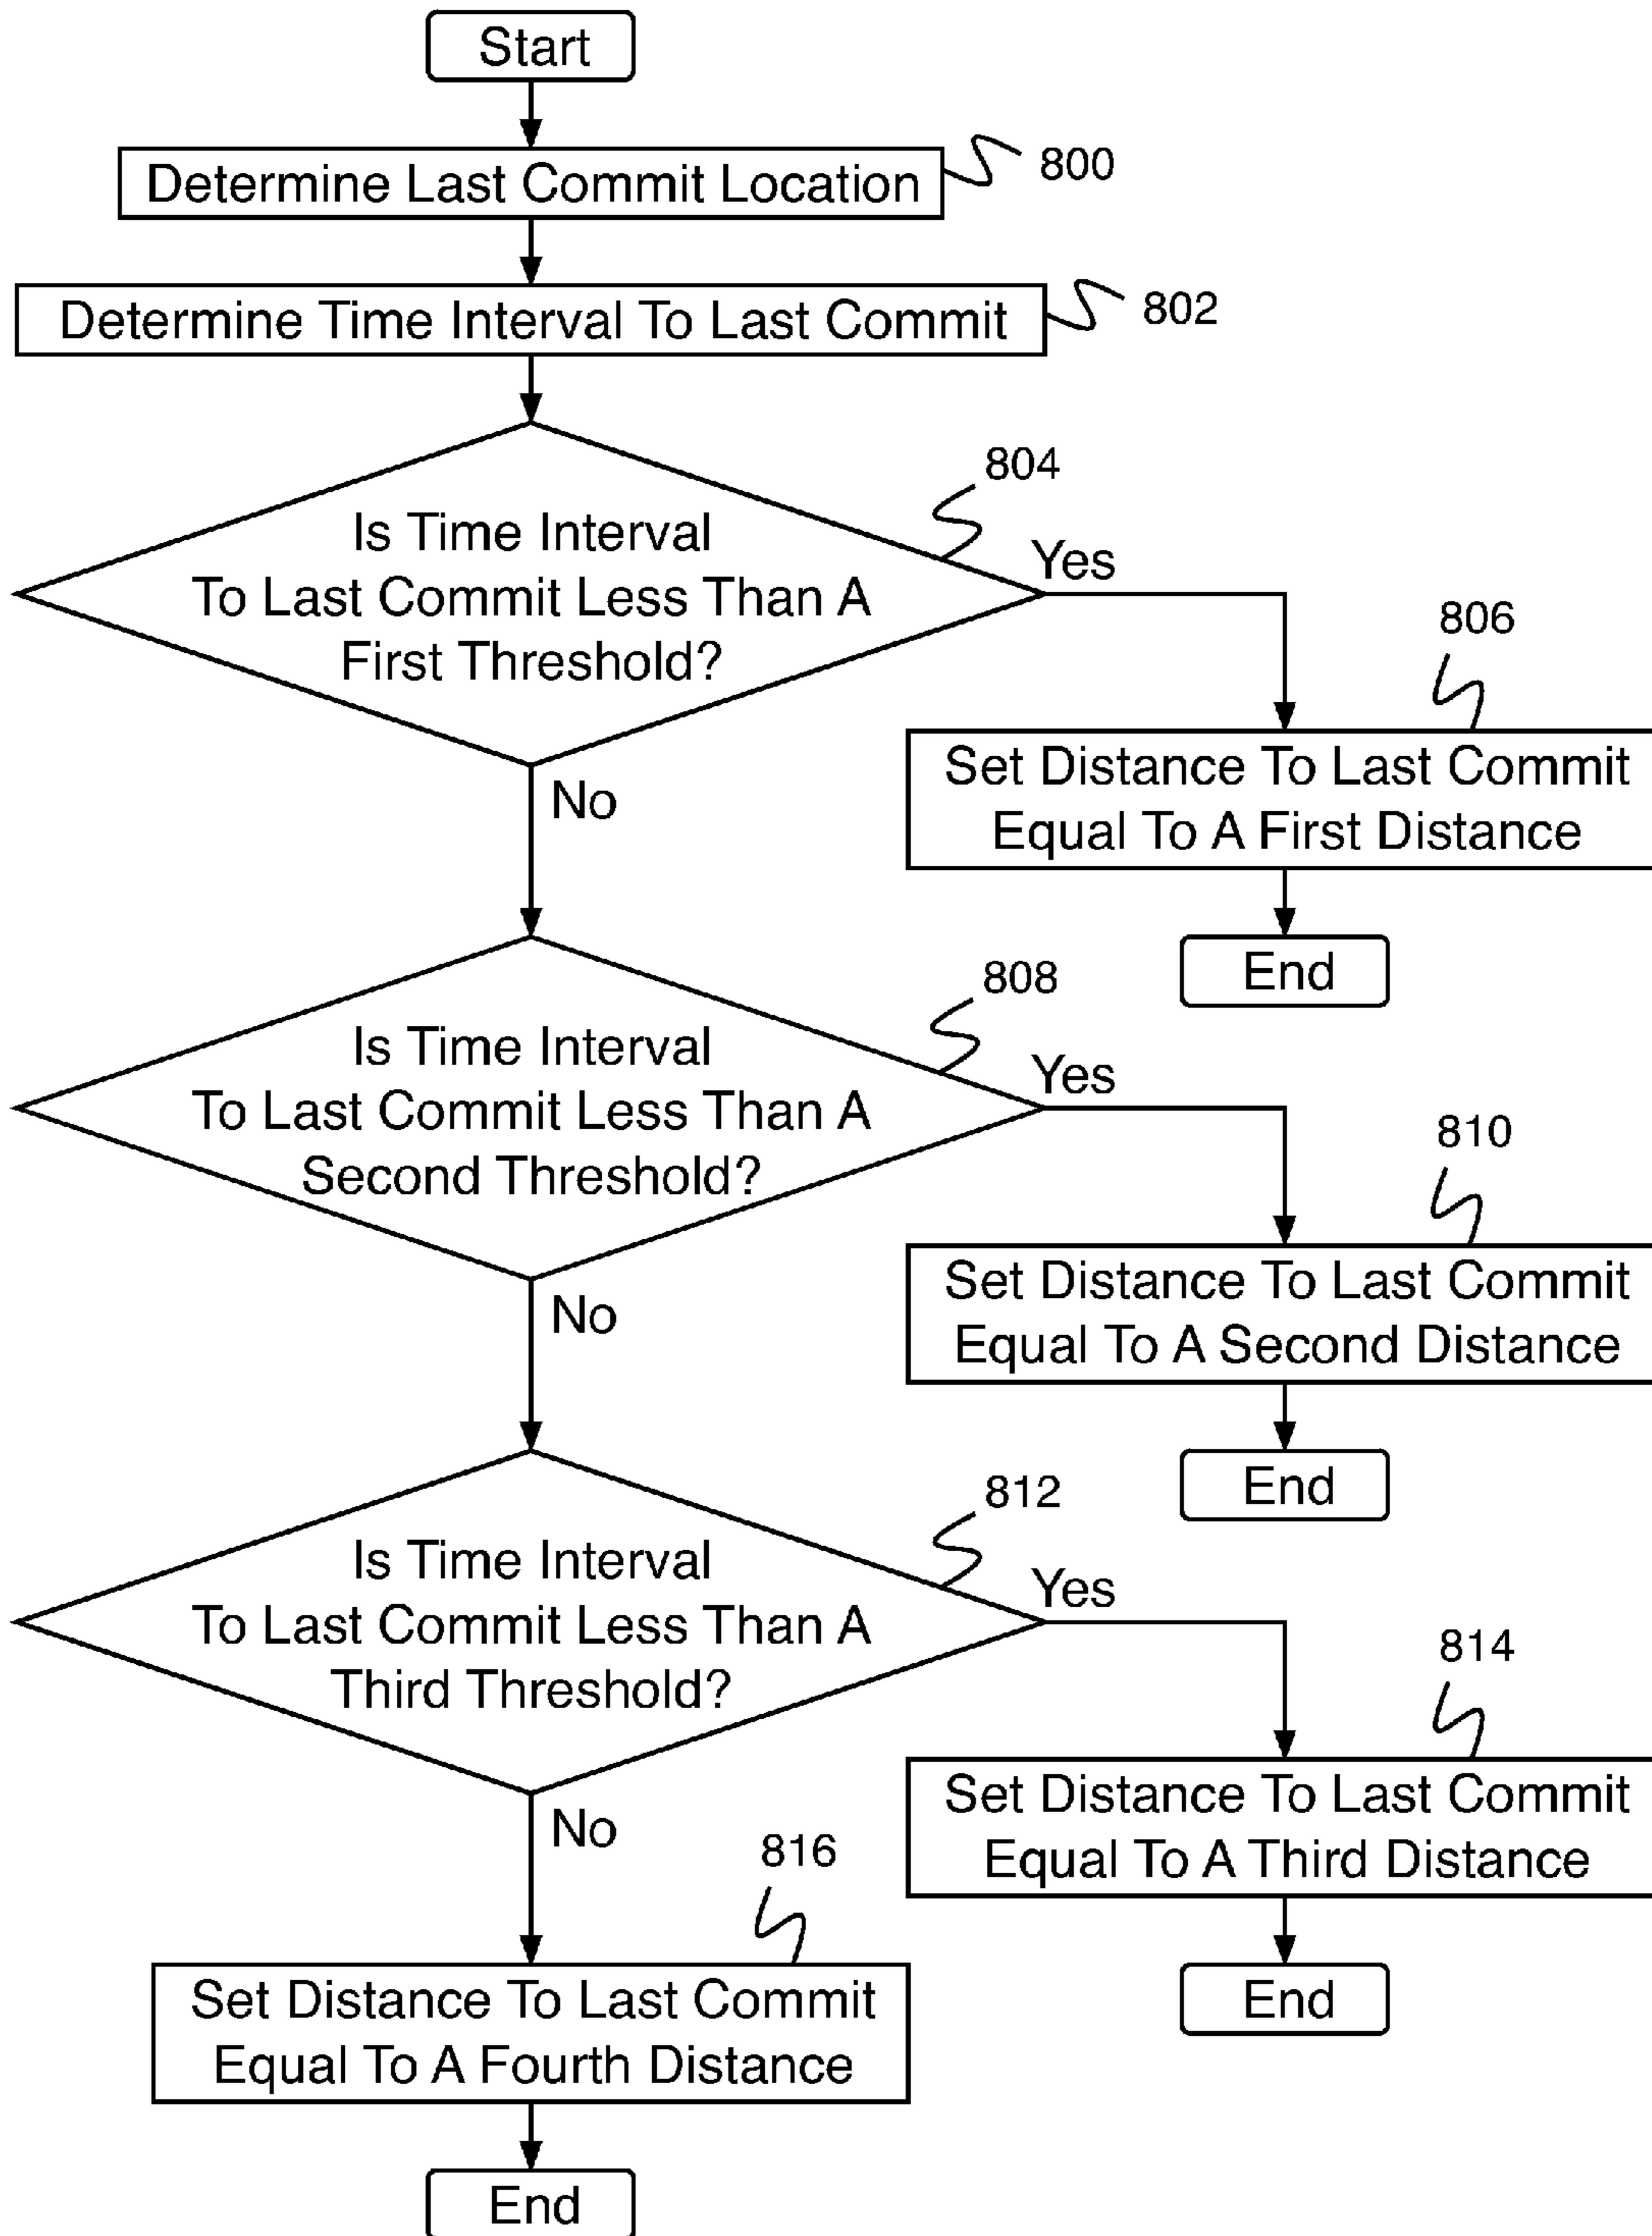 Start
Determine Last Commit Location
800
Determine Time Interval To Last Commit
802
Is Time Interval
To Last Commit Less Than A
First Threshold?
804
Yes
806
Set Distance To Last Commit
Equal To A First Distance
End
No
Is Time Interval
To Last Commit Less Than A
Second Threshold?
808
Yes
810
Set Distance To Last Commit
Equal To A Second Distance
End
No
Is Time Interval
To Last Commit Less Than A
Third Threshold?
812
Yes
814
Set Distance To Last Commit
Equal To A Third Distance
End
No
816
Set Distance To Last Commit
Equal To A Fourth Distance
End